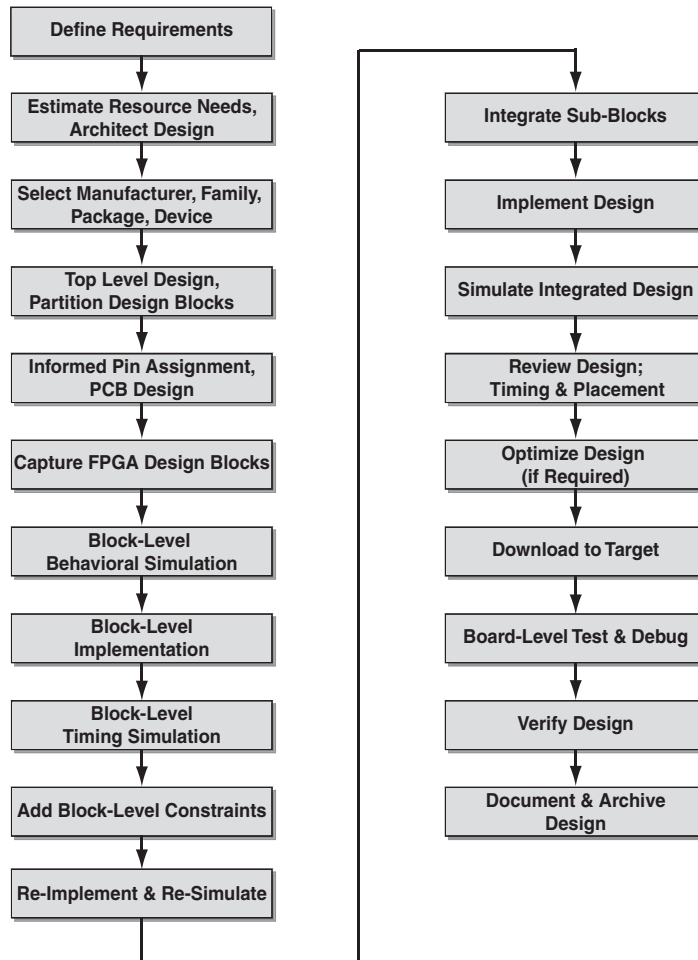 Define Requirements
Estimate Resource Needs,
Architect Design
Select Manufacturer, Family,
Package, Device
Top Level Design,
Partition Design Blocks
Informed Pin Assignment,
PCB Design
Capture FPGA Design Blocks
Block-Level
Behavioral Simulation
Block-Level
Implementation
Block-Level
Timing Simulation
Add Block-Level Constraints
Re-Implement & Re-Simulate
Integrate Sub-Blocks
Implement Design
Simulate Integrated Design
Review Design;
Timing & Placement
Optimize Design
(if Required)
Download to Target
Board-Level Test & Debug
Verify Design
Document & Archive
Design